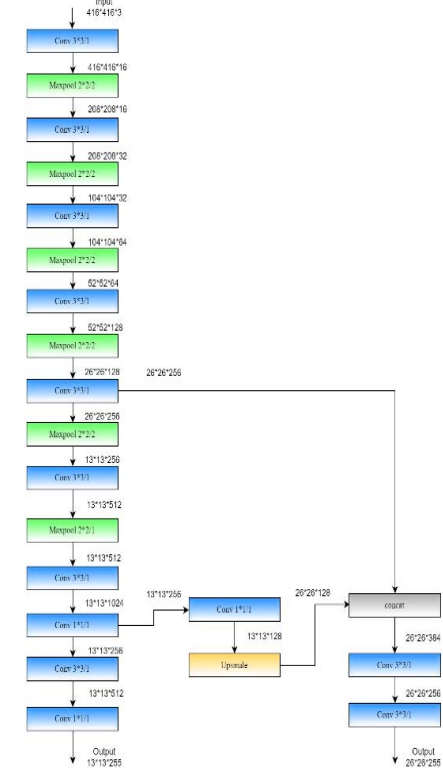 Input
416*416*3
Conv 3*3/1
416*416*16
Maxpool 2*2/2
208*208*16
Conv 3*3/1
208*208*32
Maxpool 2*2/2
104*104*32
Conv 3*3/1
104*104*64
Maxpool 2*2/2
52*52*64
Conv 3*3/1
52*52*128
Maxpool 2*2/2
26*26*128
26*26*256
Conv 3*3/1
26*26*256
Maxpool 2*2/2
13*13*256
Conv 3*3/1
13*13*512
Maxpool 2*2/1
13*13*512
Conv 3*3/1
13*13*1024
Conv 1*1/1
13*13*256
Conv 3*3/1
13*13*512
Conv 1*1/1
Output
13*13*255
13*13*256
Conv 1*1/1
13*13*128
Upsmale
26*26*128
concat
26*26*384
Conv 3*3/1
26*26*256
Conv 3*3/1
Output
26*26*255